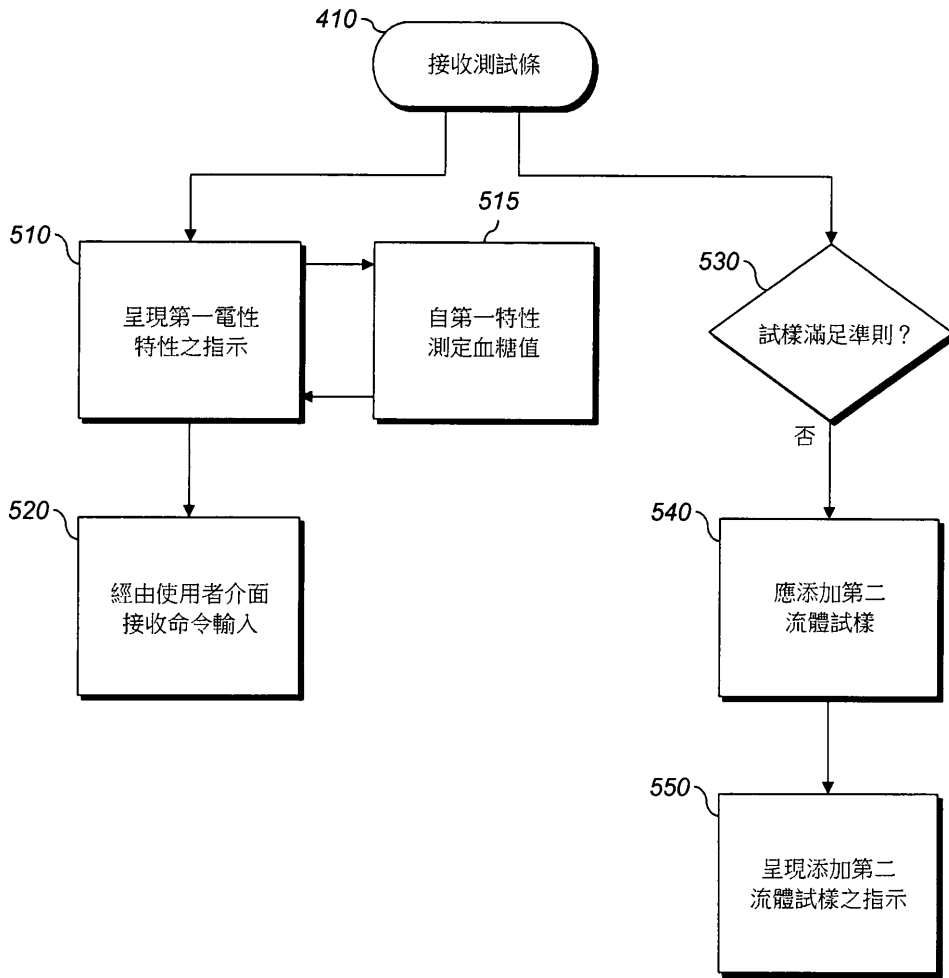 410
接收測試條
510
呈現第一電性
特性之指示
515
自第一特性
測定血糖值
520
經由使用者介面
接收命令輸入
530
試樣滿足準則?
否
540
應添加第二
流體試樣
550
呈現添加第二
流體試樣之指示